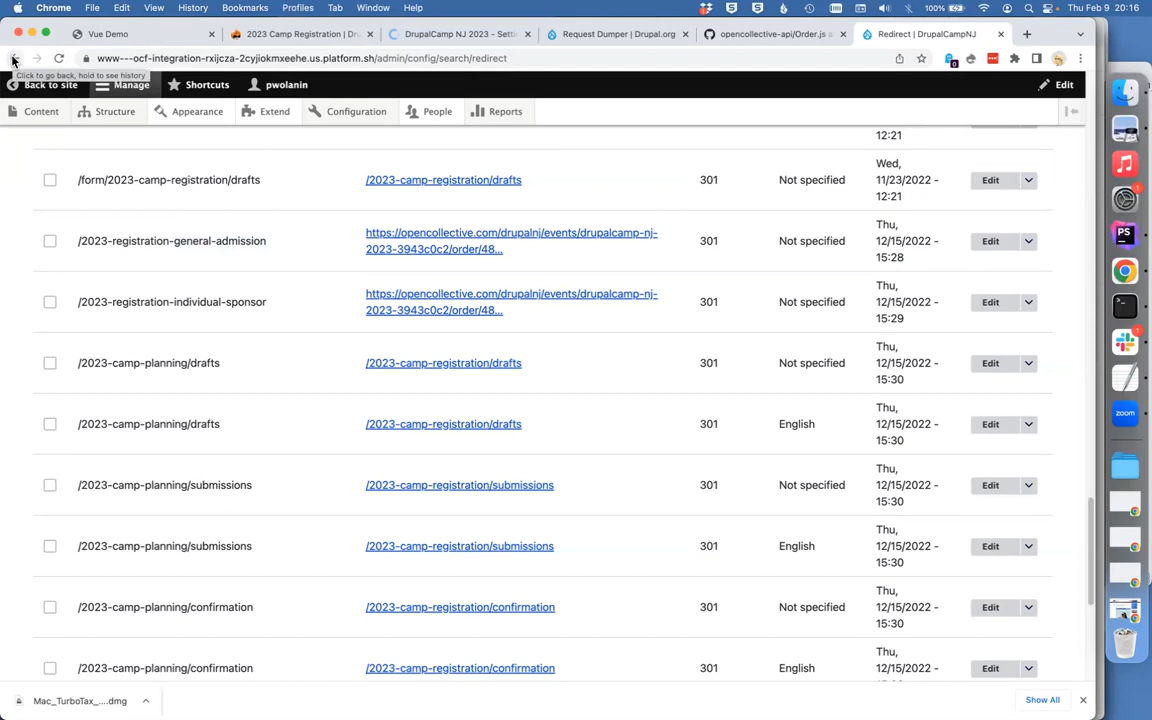 Chrome File Edit View History Bookmarks Profiles Tab Window Help 100% Thu Feb 9 20:16
Vue Demo
2023 Camp Registration | Dru
DrupalCamp NJ 2023 - Setti
Request Dumper | Drupal.org
opencollective-api/Order.js a
Redirect | DrupalCampNJ
www---ocf-integration-rxijcza-2cyjiokmxeehe.us.platform.sh/admin/config/search/redirect
0
Click to go back, hold to see history
Back to site Manage Shortcuts pwolanin Edit
Content Structure Appearance Extend Configuration People Reports
12:21
/form/2023-camp-registration/drafts /2023-camp-registration/drafts 301 Not specified Wed,
11/23/2022 -
12:21
Edit
/2023-registration-general-admission https://opencollective.com/drupalnj/events/drupalcamp-nj-
2023-3943c0c2/order/48... 301 Not specified Thu,
12/15/2022 -
15:28
Edit
/2023-registration-individual-sponsor https://opencollective.com/drupalnj/events/drupalcamp-nj-
2023-3943c0c2/order/48... 301 Not specified Thu,
12/15/2022 -
15:29
Edit
/2023-camp-planning/drafts /2023-camp-registration/drafts 301 Not specified Thu,
12/15/2022 -
15:30
Edit
/2023-camp-planning/drafts /2023-camp-registration/drafts 301 English Thu,
12/15/2022 -
15:30
Edit
/2023-camp-planning/submissions /2023-camp-registration/submissions 301 Not specified Thu,
12/15/2022 -
15:30
Edit
/2023-camp-planning/submissions /2023-camp-registration/submissions 301 English Thu,
12/15/2022 -
15:30
Edit
/2023-camp-planning/confirmation /2023-camp-registration/confirmation 301 Not specified Thu,
12/15/2022 -
15:30
Edit
/2023-camp-planning/confirmation /2023-camp-registration/confirmation 301 English Thu,
12/15/2022 -
Edit
Mac_TurboTax_....dmg Show All
1
PS
1
zoom